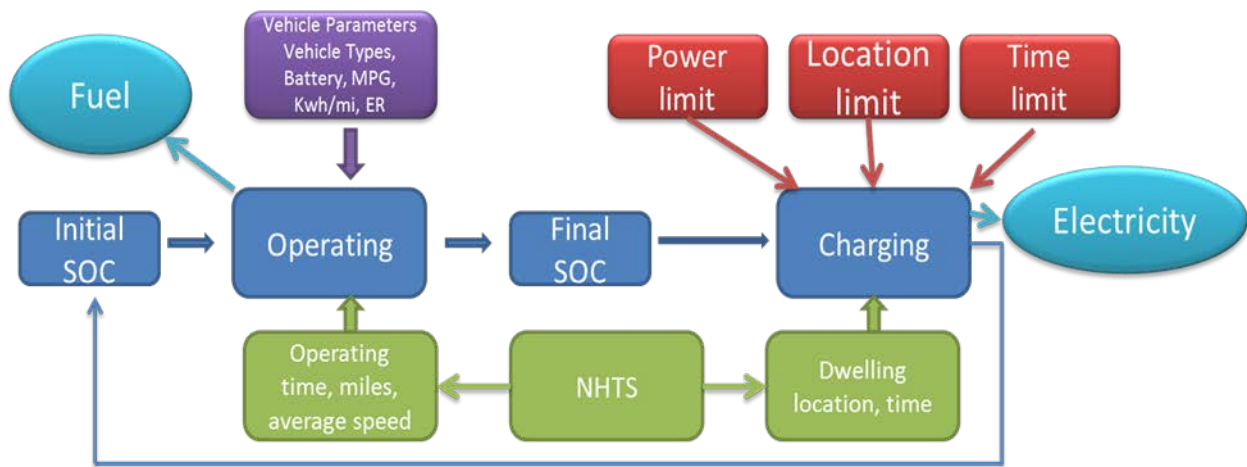 Fuel
Vehicle Parameters
Vehicle Types,
Battery, MPG,
Kwh/mi, ER
Power
limit
Location
limit
Time
limit
Initial
SOC
Operating
Final
SOC
Charging
Electricity
Operating
time, miles,
average speed
NHTS
Dwelling
location, time